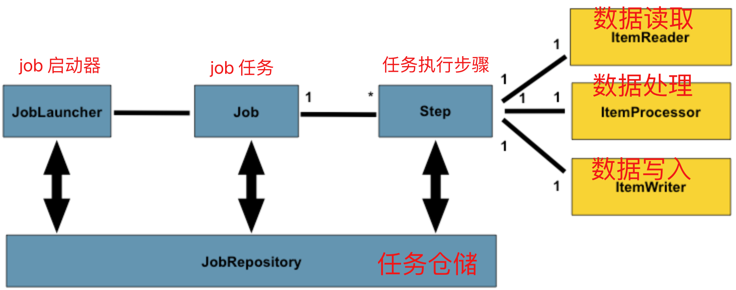 job 启动器
JobLauncher
job 任务
Job
1
*
任务执行步骤
Step
1
1
数据读取
ItemReader
1
1
数据处理
ItemProcessor
1
1
数据写入
ItemWriter
JobRepository
任务仓储